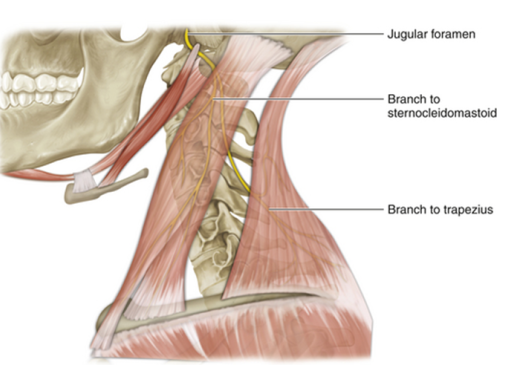 Jugular foramen
Branch to
sternocleidomastoid
Branch to trapezius